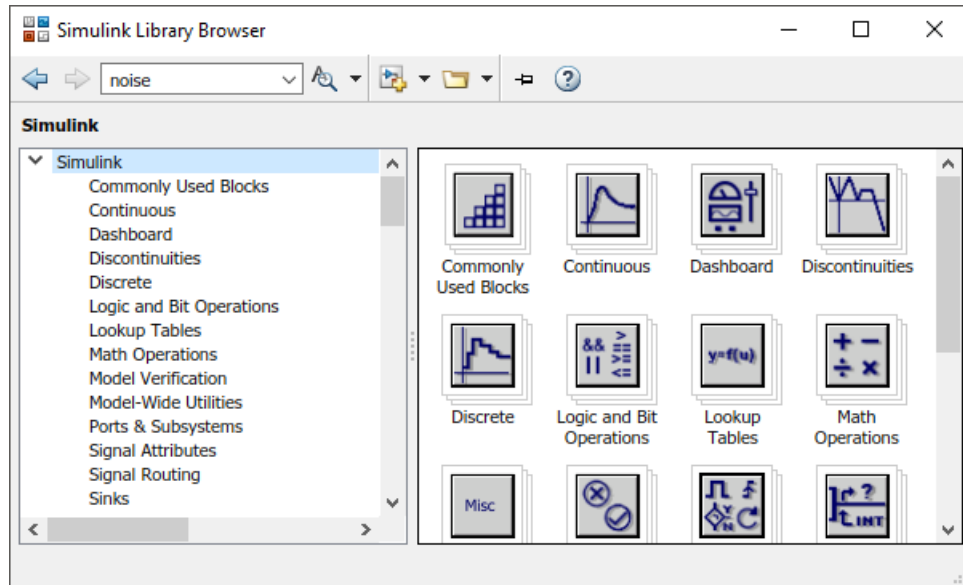 Simulink Library Browser
noise
Simulink
Simulink
Commonly Used Blocks
Continuous
Dashboard
Discontinuities
Discrete
Logic and Bit Operations
Lookup Tables
Math Operations
Model Verification
Model-Wide Utilities
Ports & Subsystems
Signal Attributes
Signal Routing
Sinks
Commonly
Used Blocks
Continuous
Dashboard
Discontinuities
&& >
==
|| >=
<=
y=f(u)
+ −
÷ ×
Discrete
Logic and Bit
Operations
Lookup
Tables
Math
Operations
Misc
Y
N
?
INT